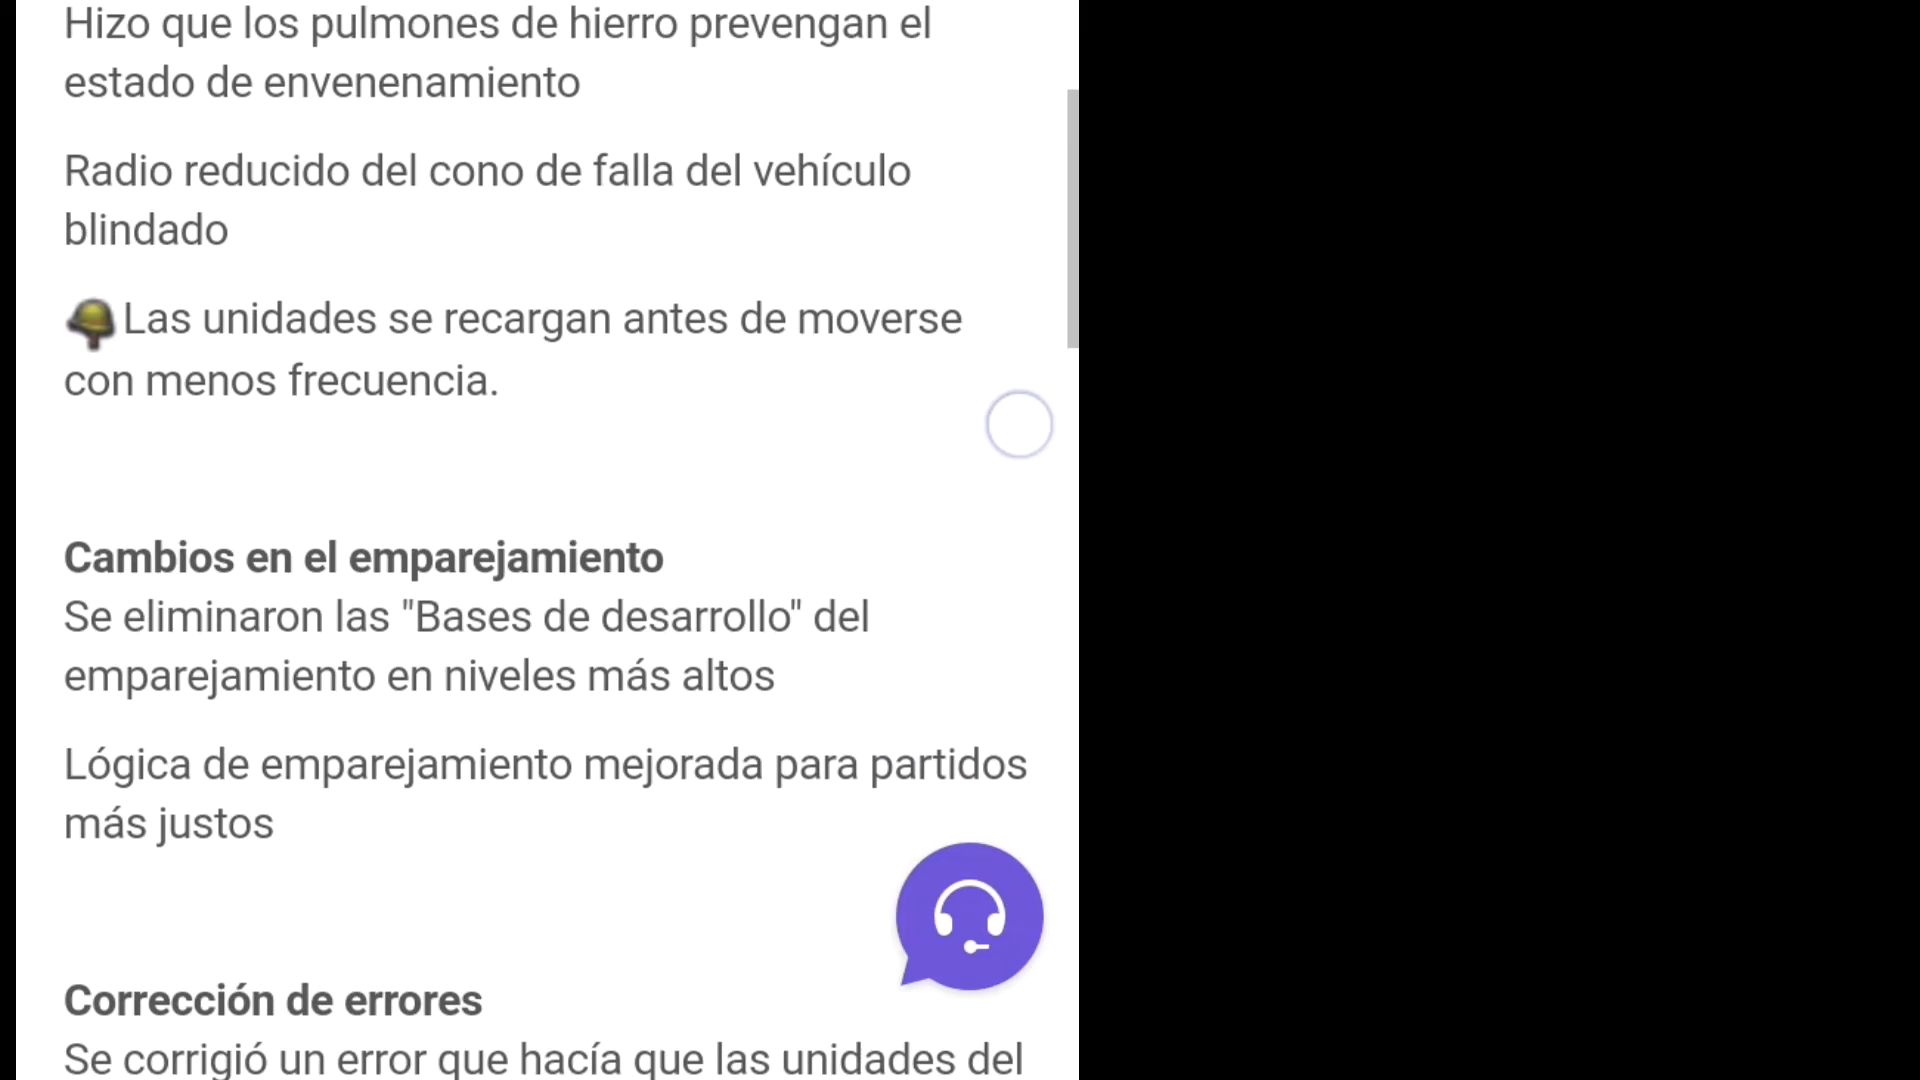 Hizo que los pulmones de hierro prevengan el
estado de envenenamiento
Radio reducido del cono de falla del vehículo
blindado
Las unidades se recargan antes de moverse
con menos frecuencia.
Cambios en el emparejamiento
Se eliminaron las "Bases de desarrollo" del
emparejamiento en niveles más altos
Lógica de emparejamiento mejorada para partidos
más justos
Corrección de errores
Se corrigió un error que hacía que las unidades del